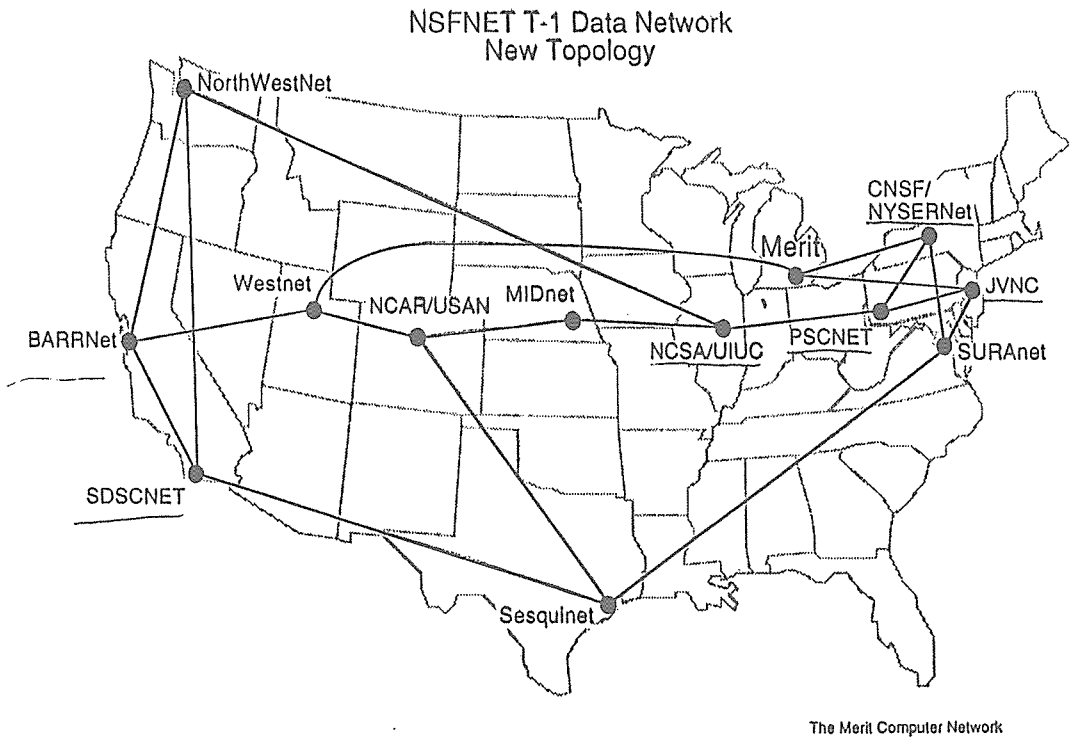 NSFNET T-1 Data Network
New Topology
NorthWestNet
CNSF/
NYSERNet
Merit
Westnet
MIDnet
NCAR/USAN
JVNC
BARRNet
PSCNET
NCSA/UIUC
SURAnet
SDSCNET
Sesquinet
The Merit Computer Network